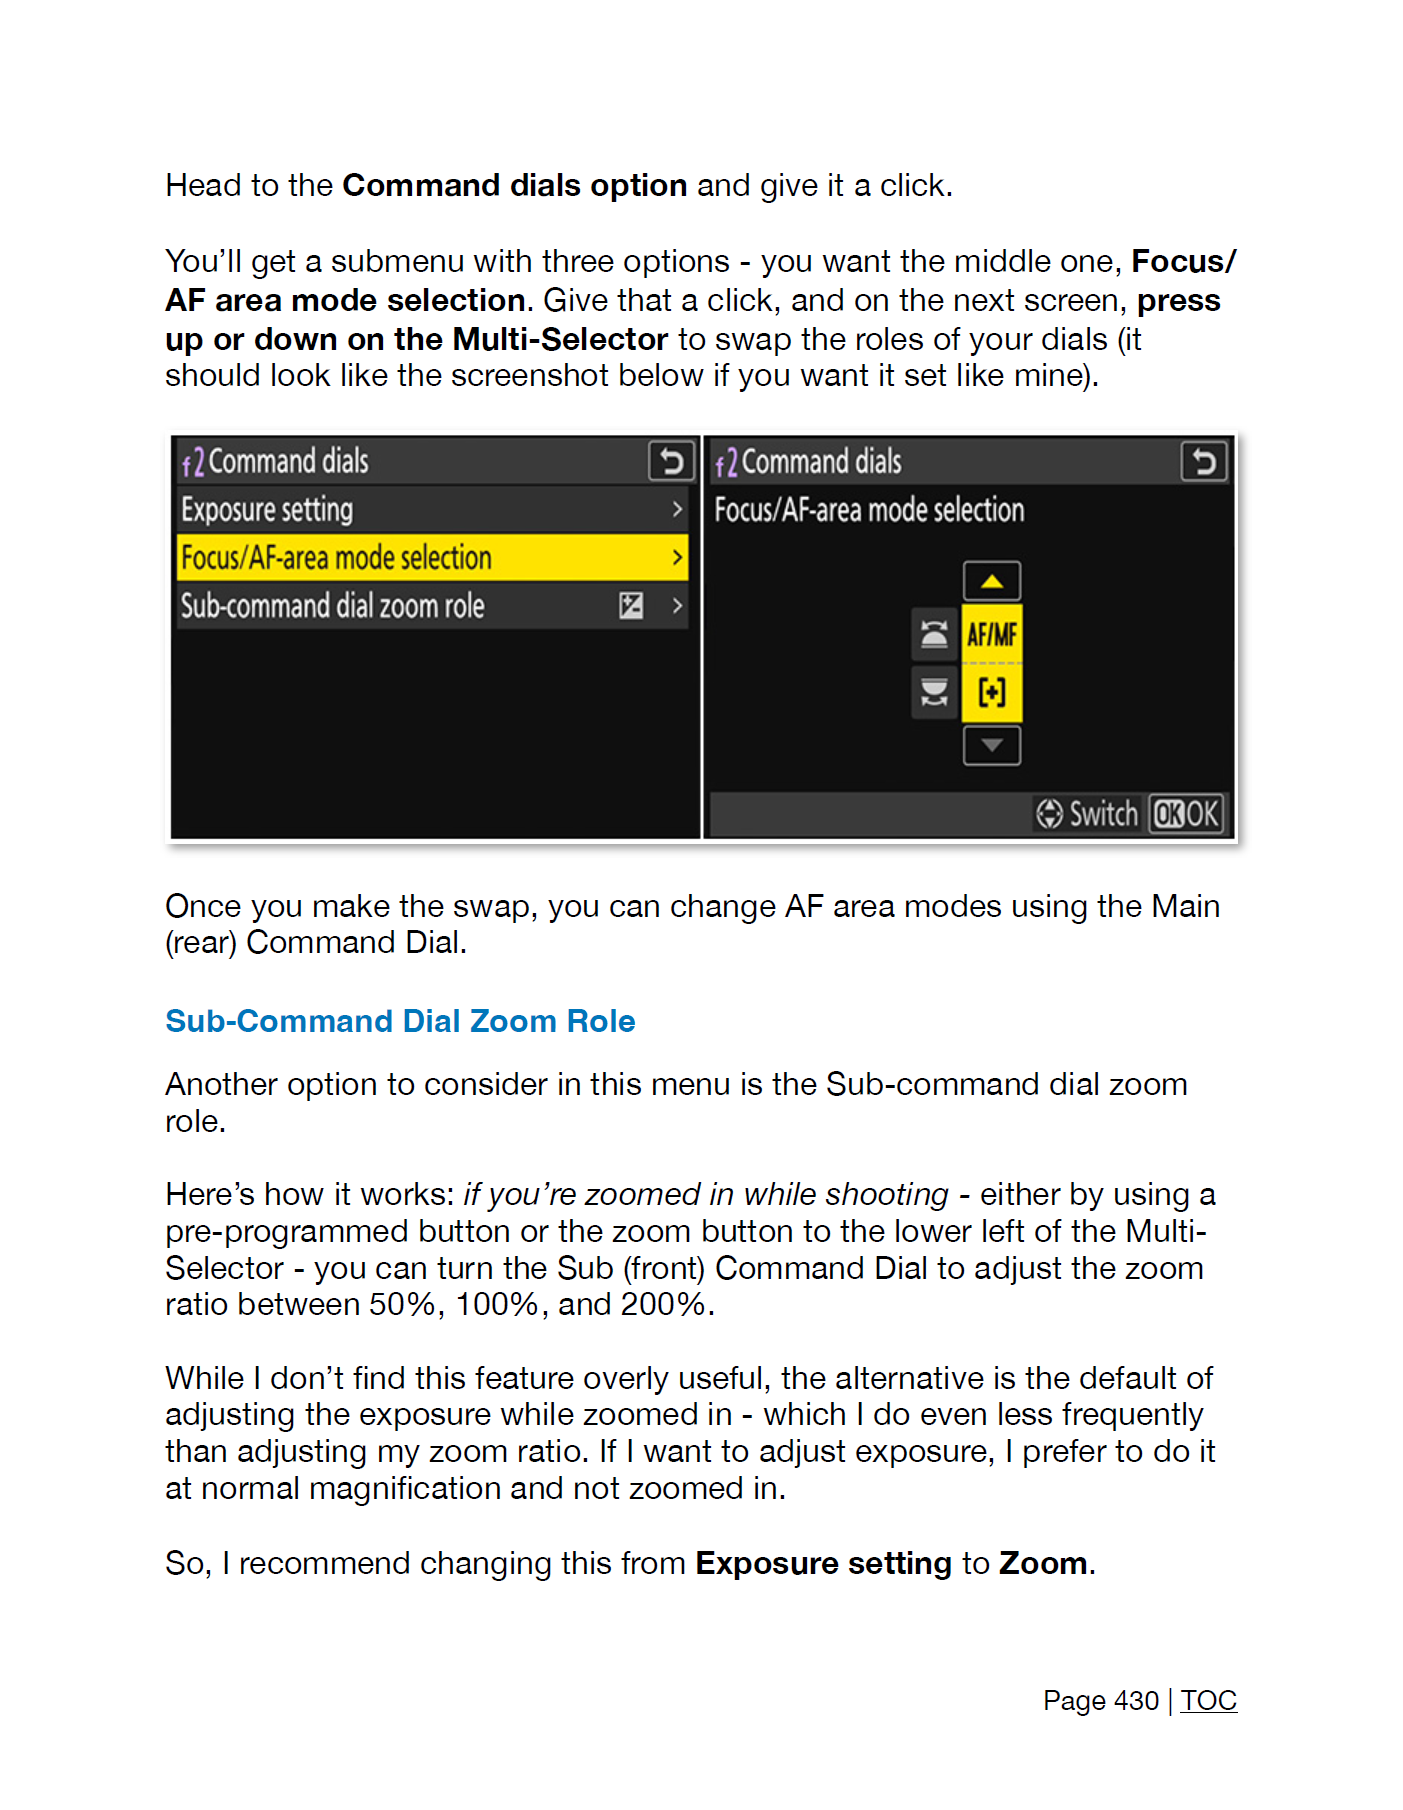 Head to the Command dials option and give it a click.
You’ll get a submenu with three options - you want the middle one, Focus/
AF area mode selection. Give that a click, and on the next screen, press
up or down on the Multi-Selector to swap the roles of your dials (it
should look like the screenshot below if you want it set like mine).
f2 Command dials
Exposure setting
Focus/AF-area mode selection
Sub-command dial zoom role
f2 Command dials
Focus/AF-area mode selection
AF/MF
Switch OK OK
Once you make the swap, you can change AF area modes using the Main
(rear) Command Dial.
Sub-Command Dial Zoom Role
Another option to consider in this menu is the Sub-command dial zoom
role.
Here’s how it works: if you’re zoomed in while shooting - either by using a
pre-programmed button or the zoom button to the lower left of the Multi-
Selector - you can turn the Sub (front) Command Dial to adjust the zoom
ratio between 50%, 100%, and 200%.
While I don’t find this feature overly useful, the alternative is the default of
adjusting the exposure while zoomed in - which I do even less frequently
than adjusting my zoom ratio. If I want to adjust exposure, I prefer to do it
at normal magnification and not zoomed in.
So, I recommend changing this from Exposure setting to Zoom.
Page 430 | TOC